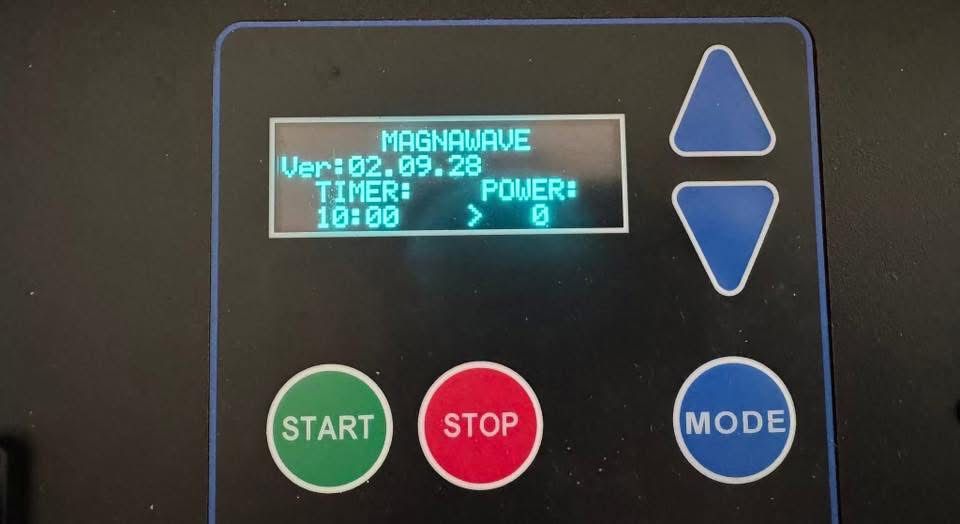 MAGNAWAVE
Ver:02.09.28
TIMER: POWER:
10:00 > 0
START STOP MODE